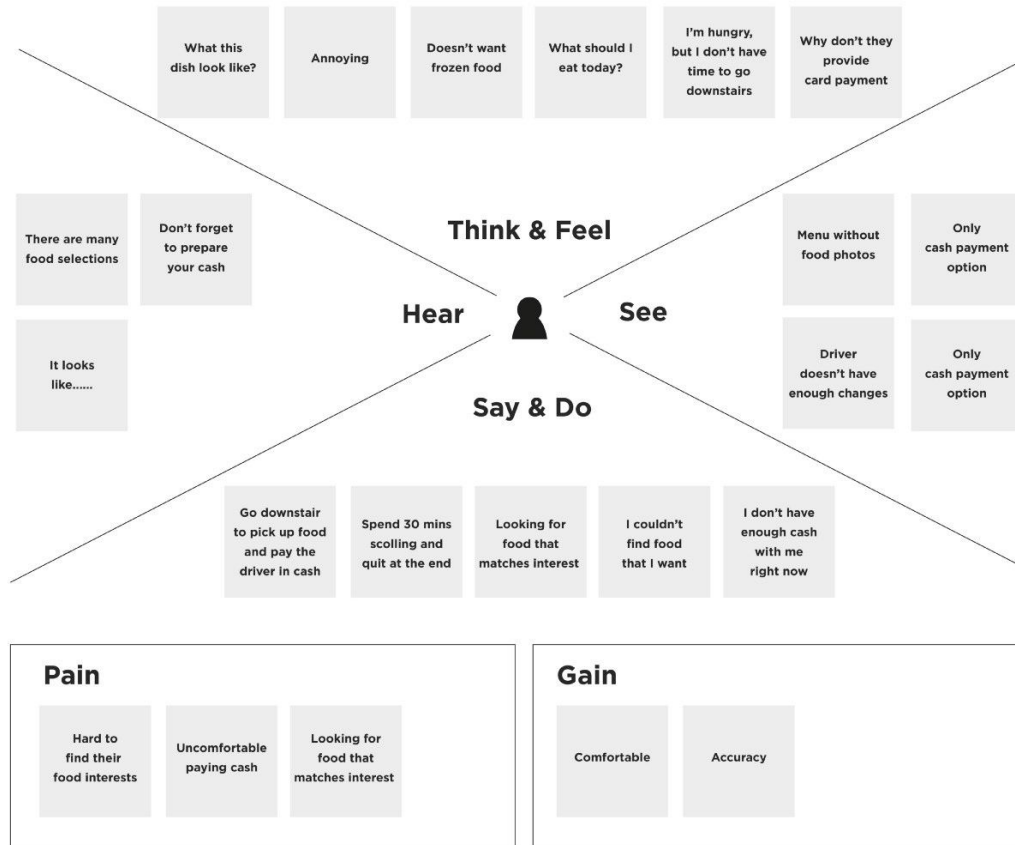 What this
dish look like?
Annoying
Doesn't want
frozen food
What should I
eat today?
I'm hungry,
but I don't have
time to go
downstairs
Why don't they
provide
card payment
Think & Feel
There are many
food selections
Don't forget
to prepare
your cash
It looks
like......
Hear
See
Menu without
food photos
Only
cash payment
option
Driver
doesn't have
enough changes
Only
cash payment
option
Say & Do
Go downstair
to pick up food
and pay the
driver in cash
Spend 30 mins
scolling and
quit at the end
Looking for
food that
matches interest
I couldn't
find food
that I want
I don't have
enough cash
with me
right now
Pain
Hard to
find their
food interests
Uncomfortable
paying cash
Looking for
food that
matches interest
Gain
Comfortable
Accuracy